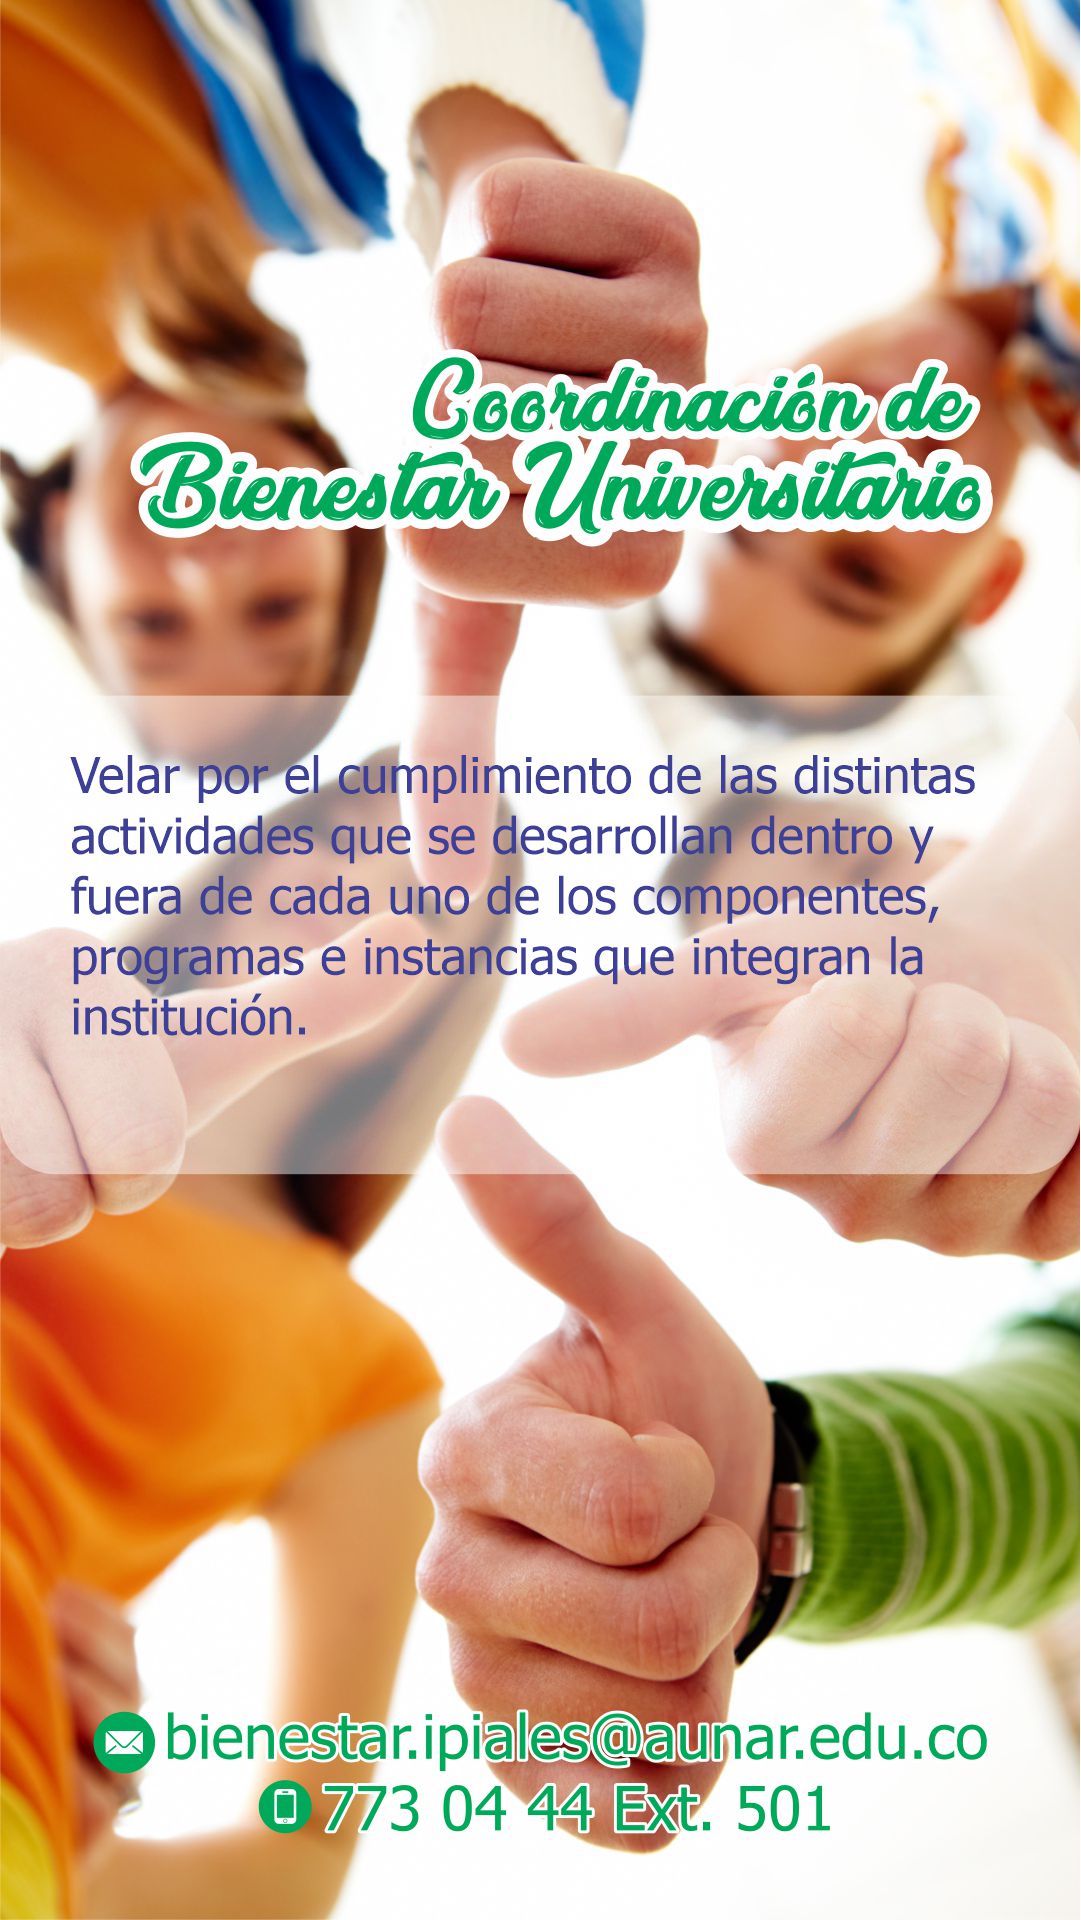 Coordinación de
Bienestar Universitario
Velar por el cumplimiento de las distintas
actividades que se desarrollan dentro y
fuera de cada uno de los componentes,
programas e instancias que integran la
institución.
bienestar.ipiales@aunar.edu.co
773 04 44 Ext. 501